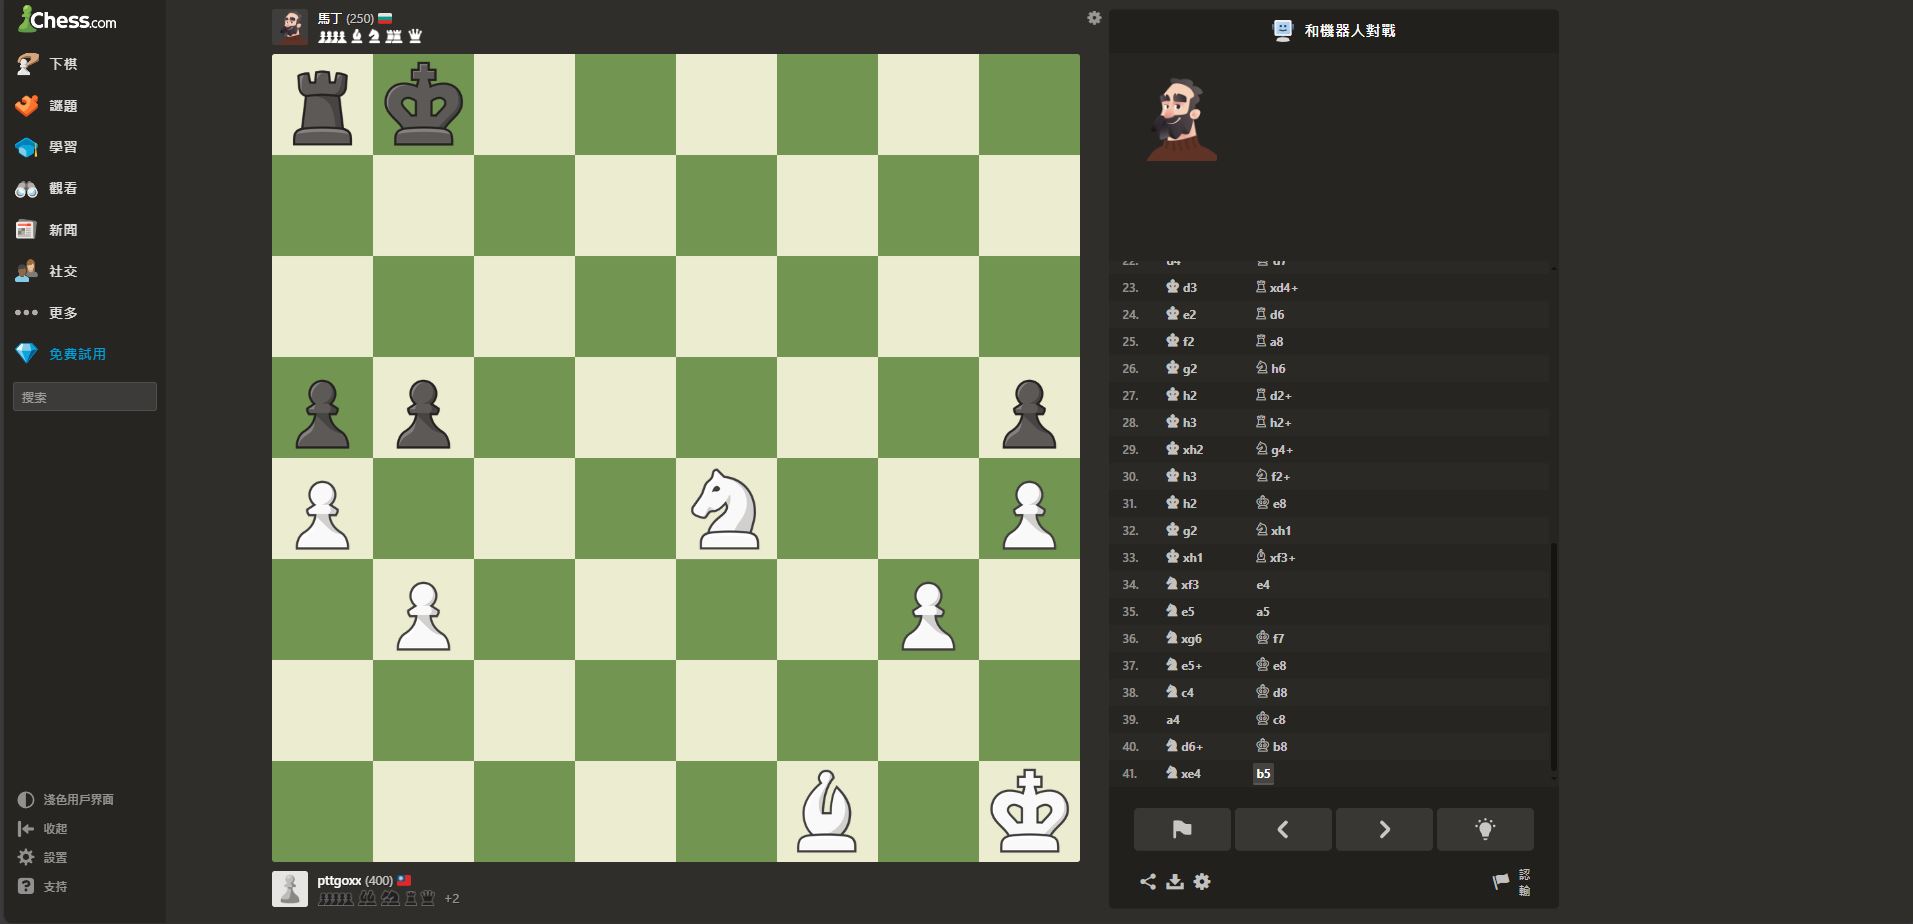 Chess.com
下棋
謎題
學習
觀看
新聞
社交
更多
免費試用
搜索
淺色用戶界面
收起
設置
支持
馬丁 (250)
pttgoxx (400)
+2
和機器人對戰
22. d4 d7
23. d3 xd4+
24. e2 d6
25. f2 a8
26. g2 h6
27. h2 d2+
28. h3 h2+
29. xh2 g4+
30. h3 f2+
31. h2 e8
32. g2 xh1
33. xh1 xf3+
34. xf3 e4
35. e5 a5
36. xg6 f7
37. e5+ e8
38. c4 d8
39. a4 c8
40. d6+ b8
41. xe4 b5
認輸